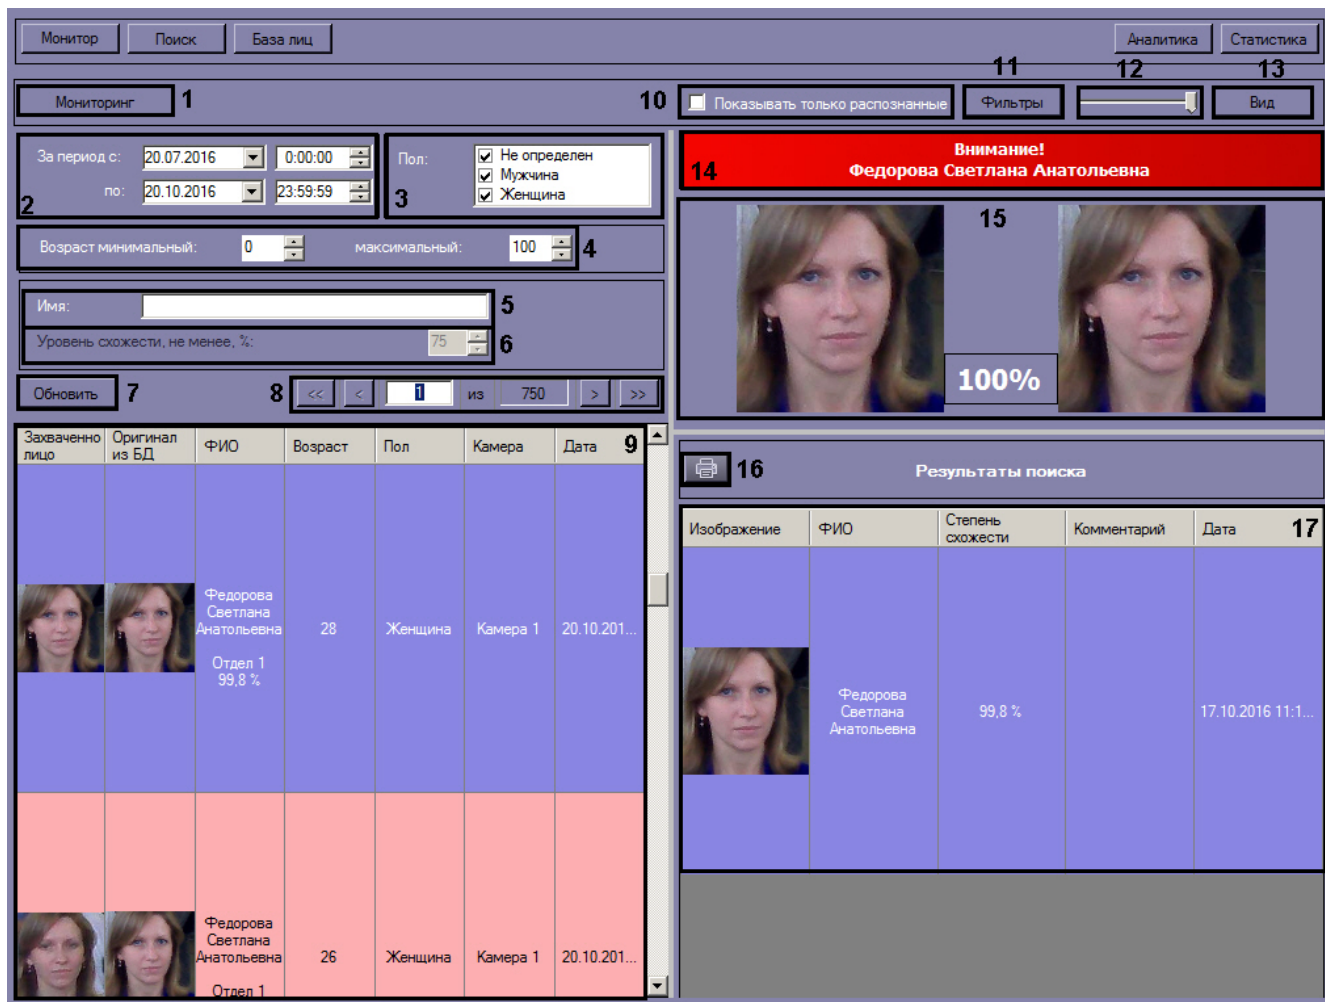 Монитор
Поиск
База лиц
Аналитика
Статистика
11
12
13
Мониторинг
1
10
Показывать только распознанные
Фильтры
Вид
За период с:
20.07.2016
0:00:00
по:
20.10.2016
23:59:59
2
Пол:
Не определен
Мужчина
Женщина
3
Внимание!
Федорова Светлана Анатольевна
14
Возраст минимальный:
0
максимальный:
100
4
15
Имя:
5
Уровень схожести, не менее, %:
75
6
100%
Обновить
7
8
<<
<
1
из
750
>
>>
Захваченно
лицо
Оригинал
из БД
ФИО
Возраст
Пол
Камера
Дата
9
Федорова
Светлана
Анатольевна
Отдел 1
99,8 %
28
Женщина
Камера 1
20.10.201...
Федорова
Светлана
Анатольевна
Отдел 1
26
Женщина
Камера 1
20.10.201...
16
Результаты поиска
Изображение
ФИО
Степень
схожести
Комментарий
Дата
17
Федорова
Светлана
Анатольевна
99,8 %
17.10.2016 11:1...